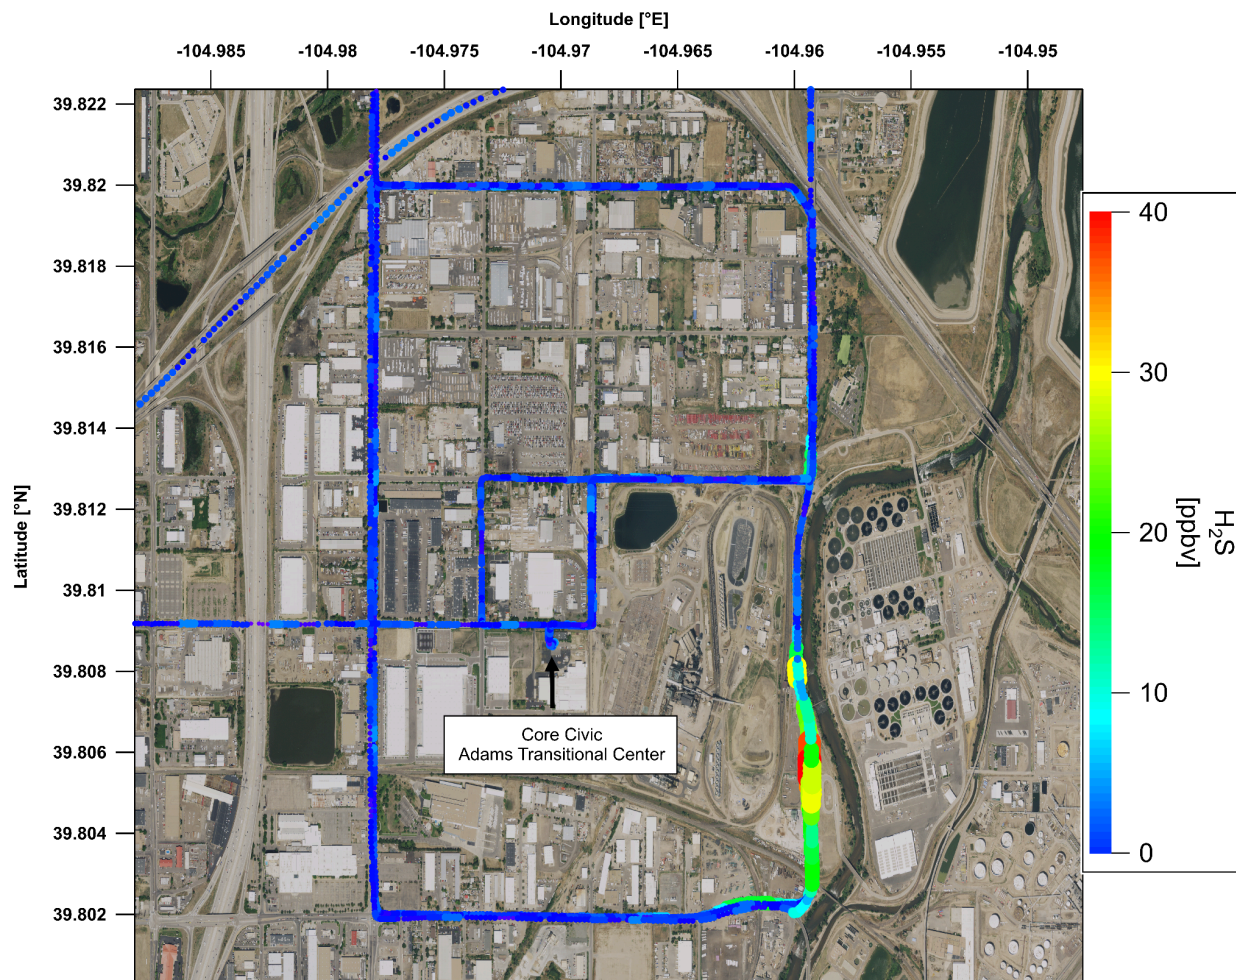 Longitude [°E]
-104.985 -104.98 -104.975 -104.97 -104.965 -104.96 -104.955 -104.95
Latitude [°N]
39.822
39.82
39.818
39.816
39.814
39.812
39.81
39.808
39.806
39.804
39.802
Core Civic
Adams Transitional Center
40
30
20
10
0
H₂S
[ppbv]